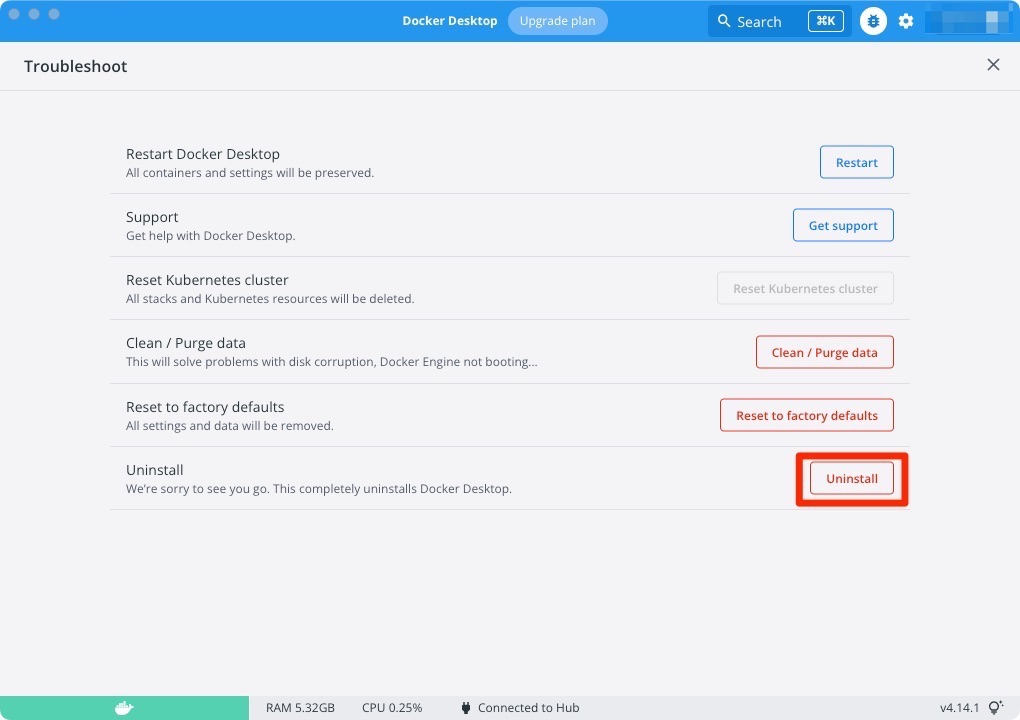 Docker Desktop Upgrade plan Search ⌘K
Troubleshoot
Restart Docker Desktop
All containers and settings will be preserved.
Restart
Support
Get help with Docker Desktop.
Get support
Reset Kubernetes cluster
All stacks and Kubernetes resources will be deleted.
Reset Kubernetes cluster
Clean / Purge data
This will solve problems with disk corruption, Docker Engine not booting...
Clean / Purge data
Reset to factory defaults
All settings and data will be removed.
Reset to factory defaults
Uninstall
We're sorry to see you go. This completely uninstalls Docker Desktop.
Uninstall
RAM 5.32GB CPU 0.25% Connected to Hub v4.14.1